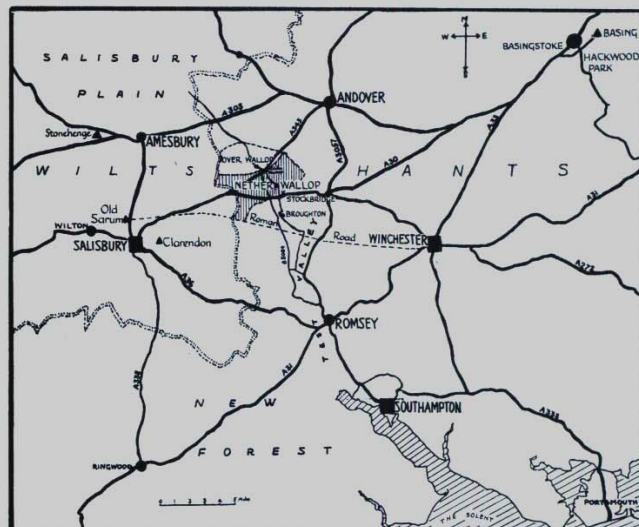 SALISBURY
PLAIN
N
W E
S
BASING
BASINGSTOKE
HACKWOOD
PARK
ANDOVER
A303
A343
A3057
A30
A33
A31
Stonehenge
AMESBURY
OVER WALLOP
WILTS
HANTS
NETHER WALLOP
STOCKBRIDGE
BROUGHTON
Old
Sarum
Roman
Road
WILTON
SALISBURY
Clarendon
WINCHESTER
A272
VALLEY
TEST
A36
ROMSEY
A338
A31
NEW
FOREST
SOUTHAMPTON
A333
RINGWOOD
PORTSMOUTH
THE SOLENT